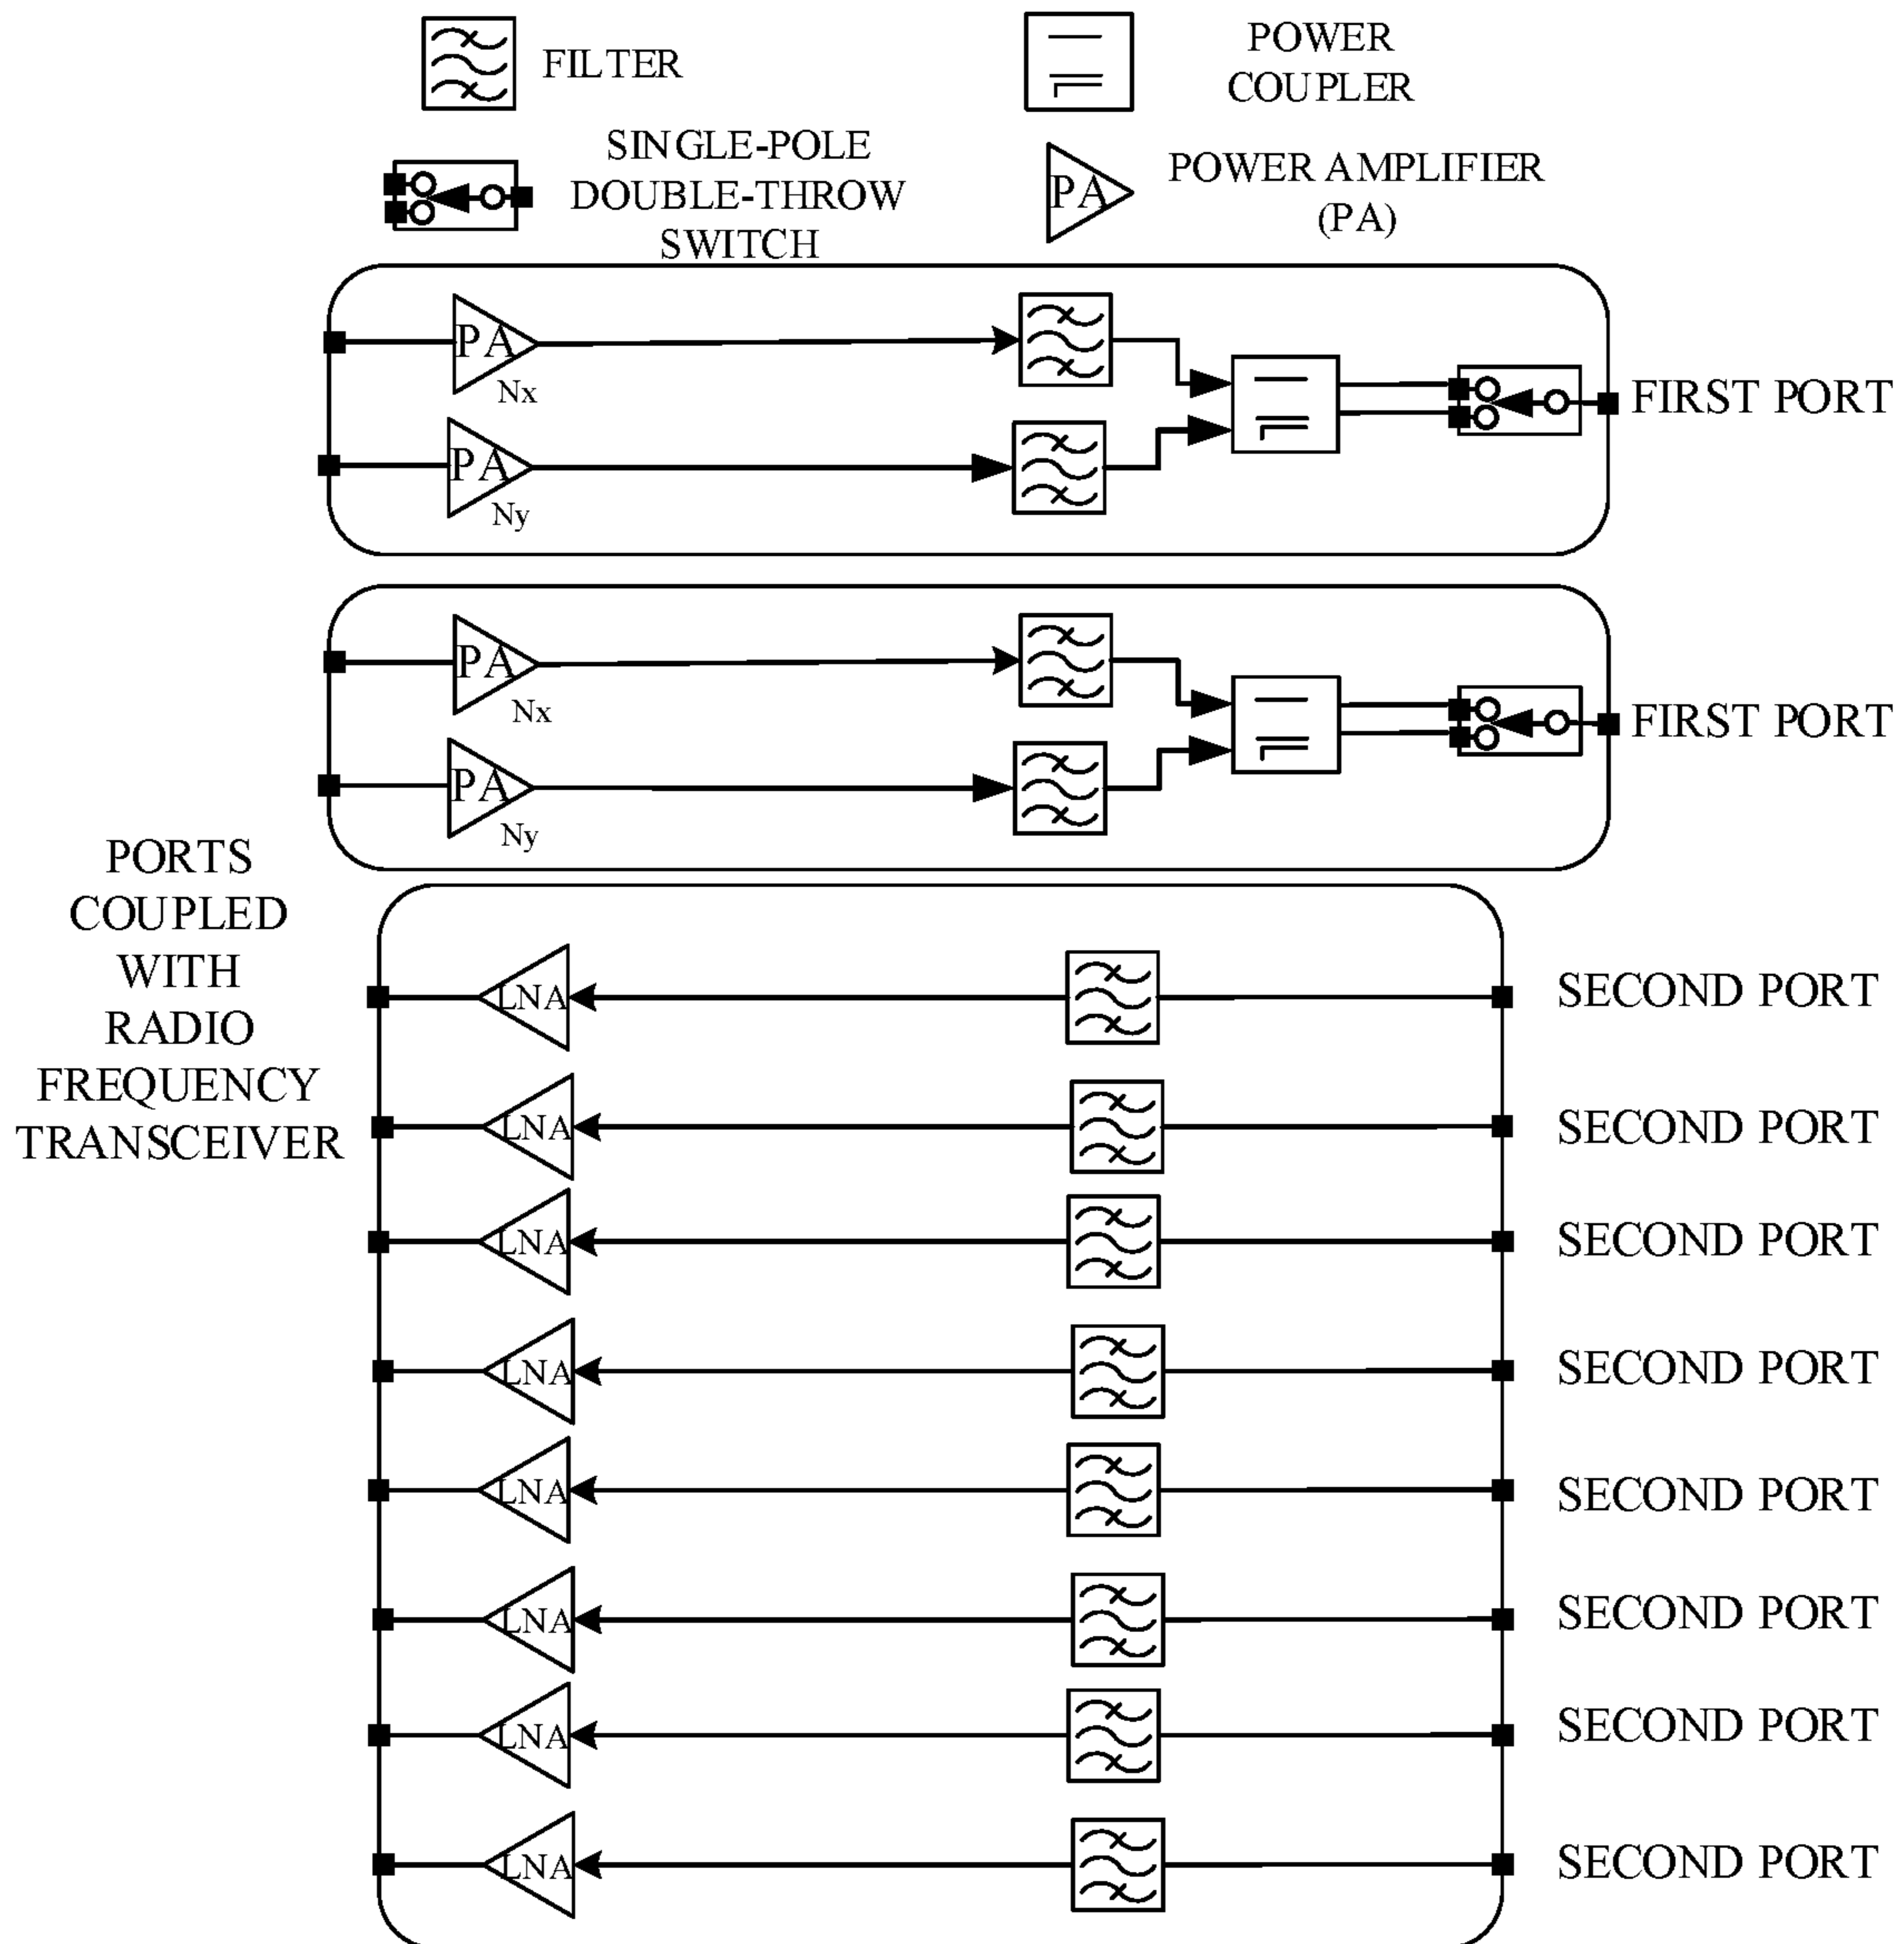 FILTER
POWER
COUPLER
SINGLE-POLE
DOUBLE-THROW
SWITCH
PA
POWER AMPLIFIER
(PA)
PA
Nx
PA
Ny
FIRST PORT
PA
Nx
PA
Ny
FIRST PORT
PORTS
COUPLED
WITH
RADIO
FREQUENCY
TRANSCEIVER
LNA
SECOND PORT
LNA
SECOND PORT
LNA
SECOND PORT
LNA
SECOND PORT
LNA
SECOND PORT
LNA
SECOND PORT
LNA
SECOND PORT
LNA
SECOND PORT